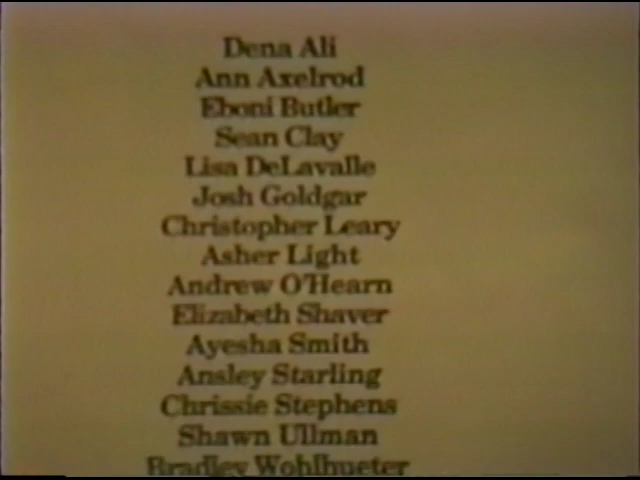 Dena Ali
Ann Axelrod
Eboni Butler
Sean Clay
Lisa DeLavalle
Josh Goldgar
Christopher Leary
Asher Light
Andrew O'Hearn
Elizabeth Shaver
Ayesha Smith
Ansley Starling
Chrissie Stephens
Shawn Ullman
Bradley Wohlhueter